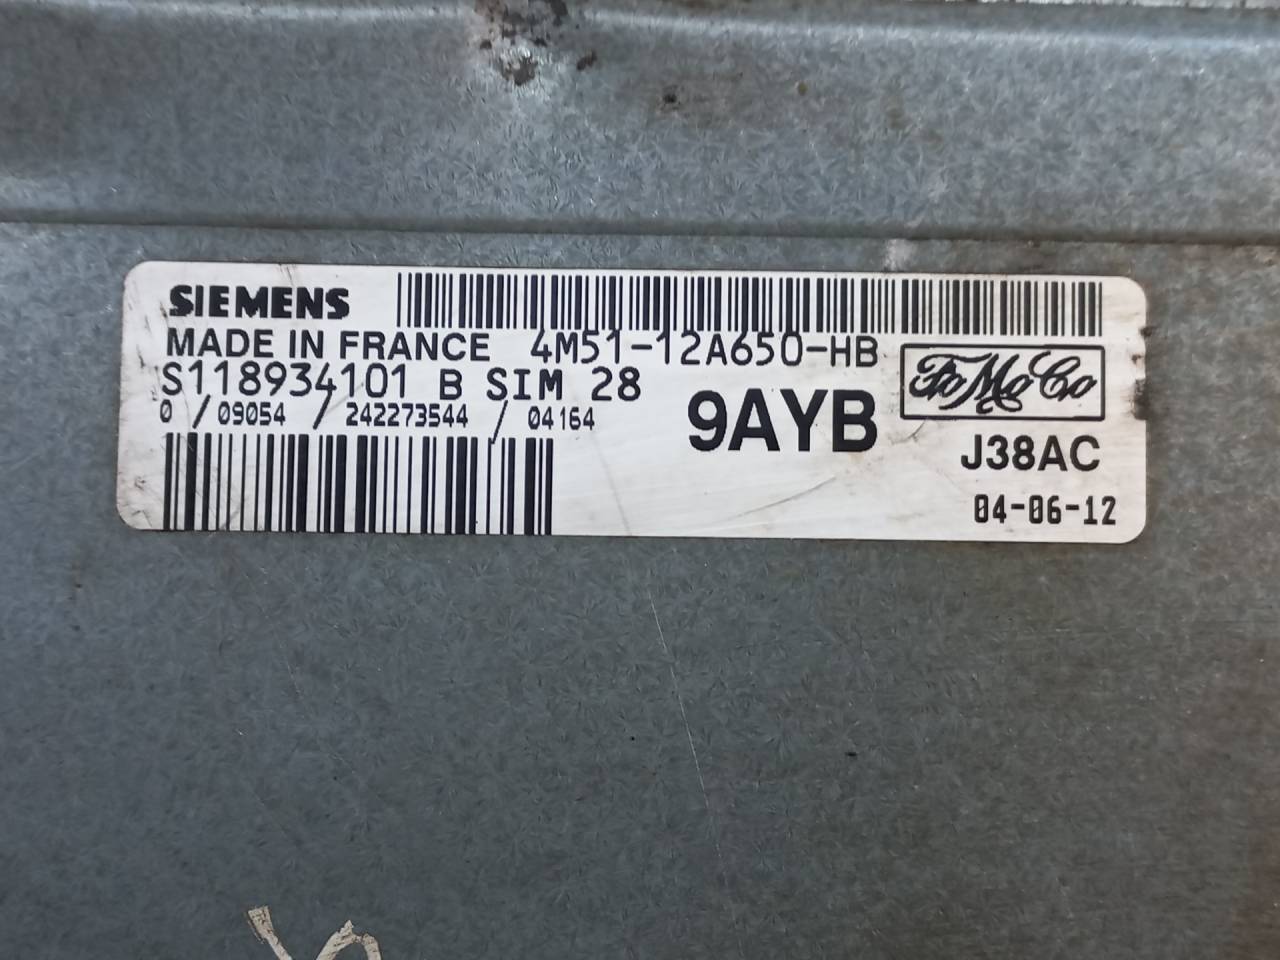 SIEMENS
MADE IN FRANCE 4M51-12A650-HB
S118934101 B SIM 28
0 / 09054 / 242273544 / 04164
9AYB
FoMoCo
J38AC
04-06-12